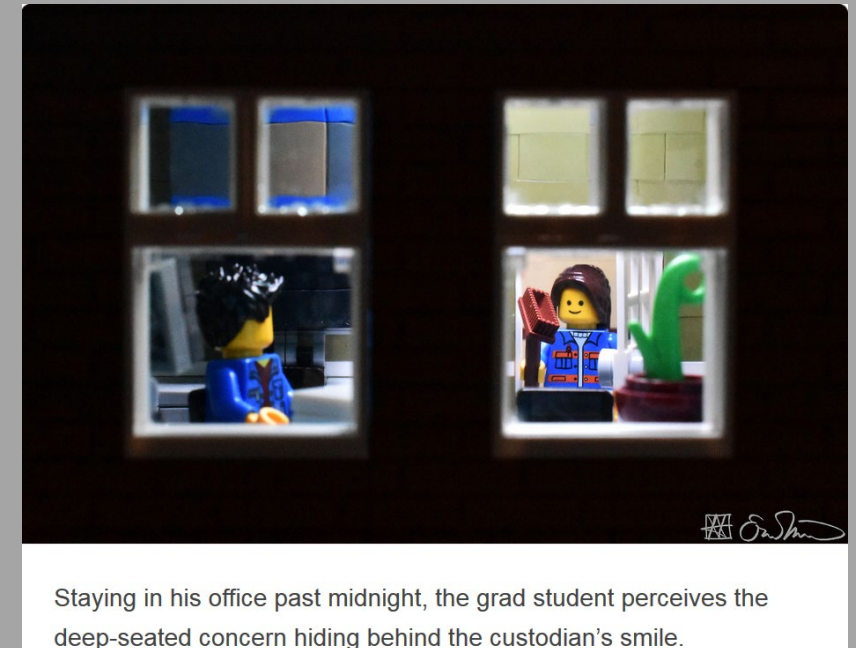 Staying in his office past midnight, the grad student perceives the
deep-seated concern hiding behind the custodian’s smile.